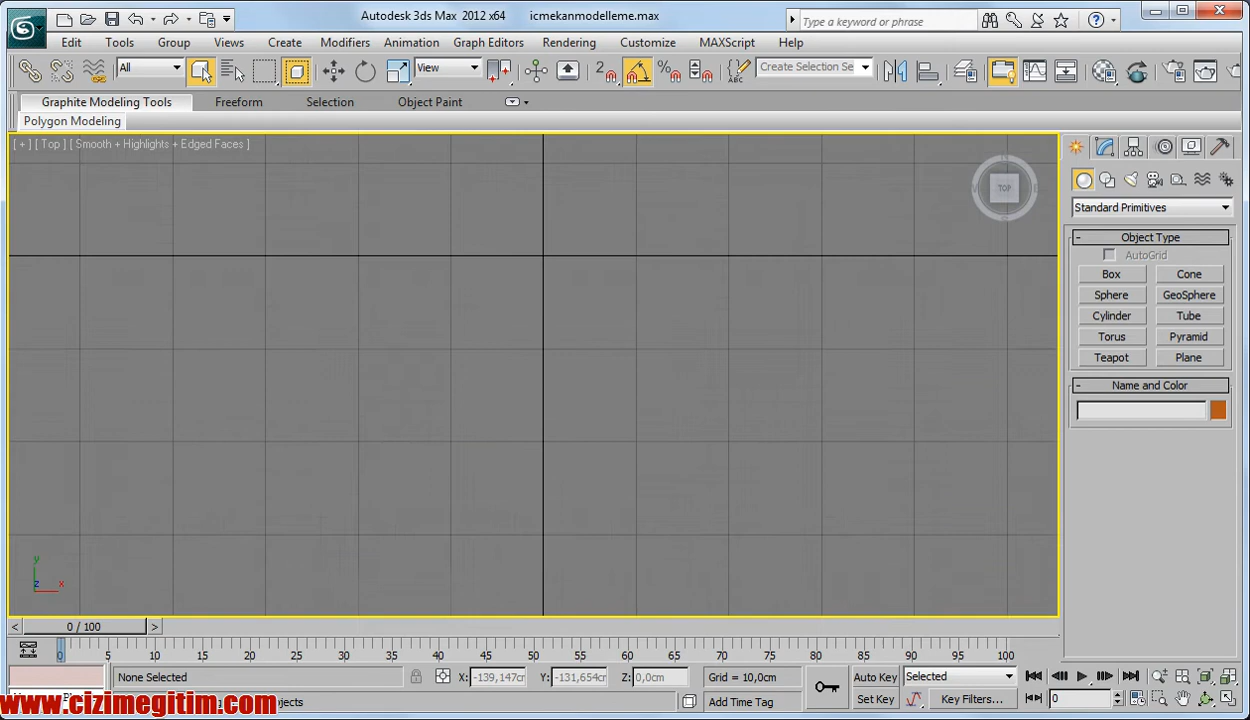 Autodesk 3ds Max 2012 x64 icmekanmodelleme.max
Type a keyword or phrase
Edit Tools Group Views Create Modifiers Animation Graph Editors Rendering Customize MAXScript Help
All View Create Selection Se
Graphite Modeling Tools Freeform Selection Object Paint
Polygon Modeling
[ + ] [ Top ] [ Smooth + Highlights + Edged Faces ]
TOP
Standard Primitives
- Object Type
AutoGrid
Box Cone
Sphere GeoSphere
Cylinder Tube
Torus Pyramid
Teapot Plane
- Name and Color
y
z x
< 0 / 100 >
0 5 10 15 20 25 30 35 40 45 50 55 60 65 70 75 80 85 90 95 100
None Selected X: -139,147cm Y: -131,654cm Z: 0,0cm Grid = 10,0cm Auto Key Selected
www.cizimegitim.com bjects Add Time Tag Set Key Key Filters... 0